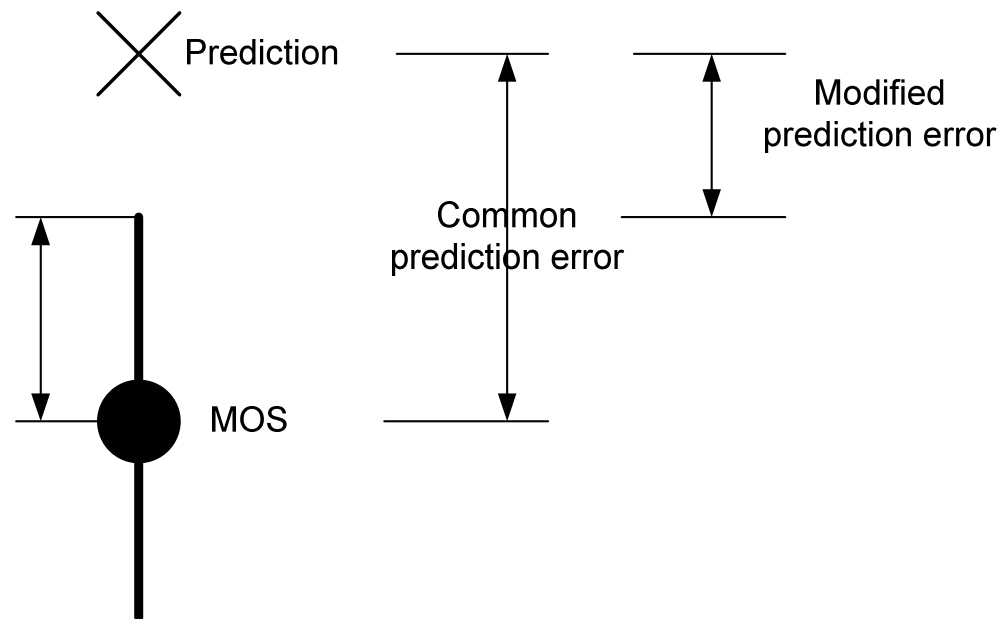 Prediction
Modified
prediction error
Common
prediction error
MOS